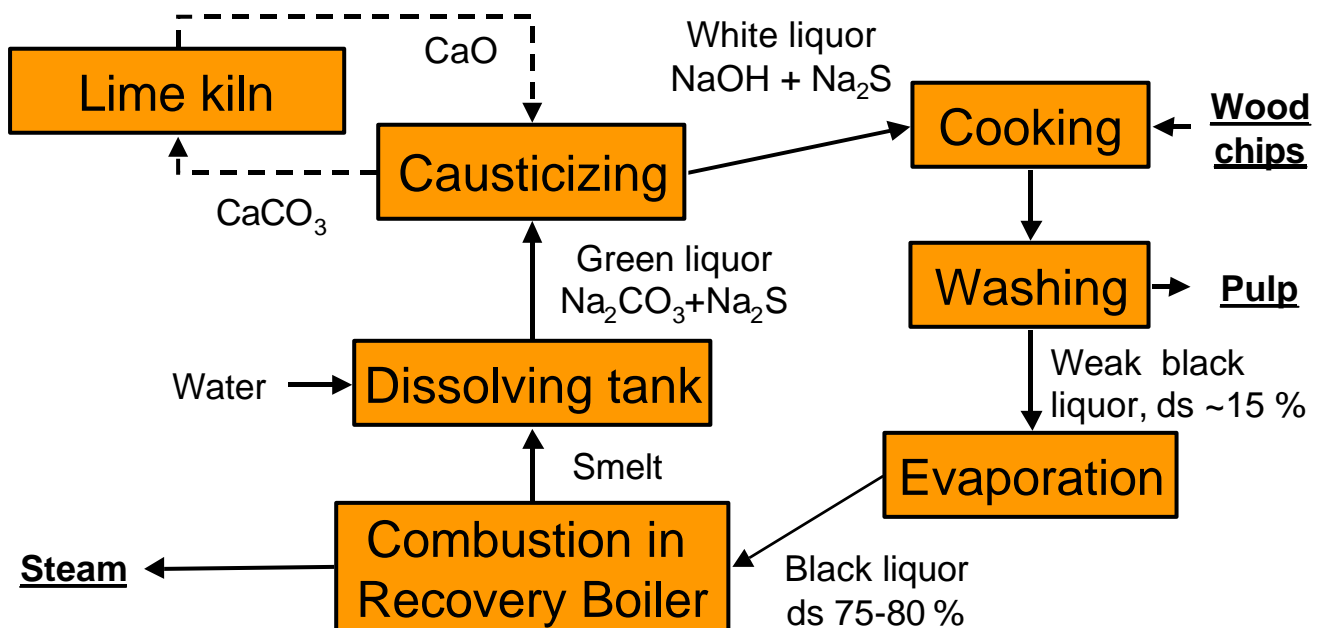 White liquor
NaOH + Na₂S
CaO
Lime kiln
Cooking
Wood
chips
Causticizing
CaCO₃
Green liquor
Na₂CO₃+Na₂S
Washing
Pulp
Water
Dissolving tank
Weak black
liquor, ds ~15 %
Smelt
Evaporation
Combustion in
Recovery Boiler
Steam
Black liquor
ds 75-80 %